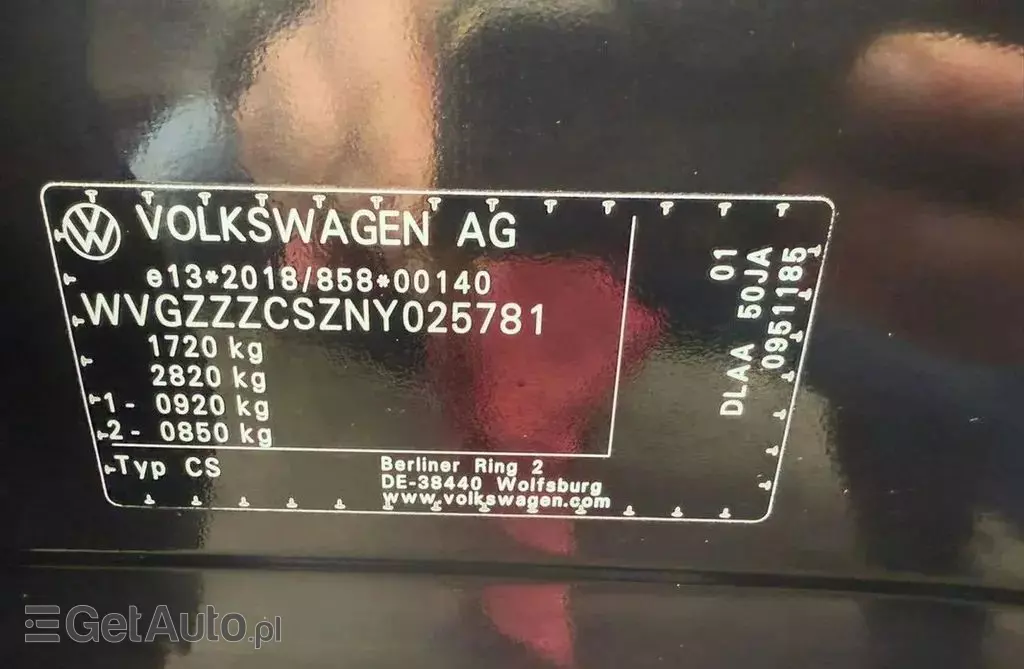 VOLKSWAGEN AG
e13*2018/858*00140
WVGZZZCSZNY025781
1720 kg
2820 kg
1- 0920 kg
2- 0850 kg
Typ CS
Berliner Ring 2
DE-38440 Wolfsburg
www.volkswagen.com
DLAA 50JA 01
0951185
GetAuto.pl